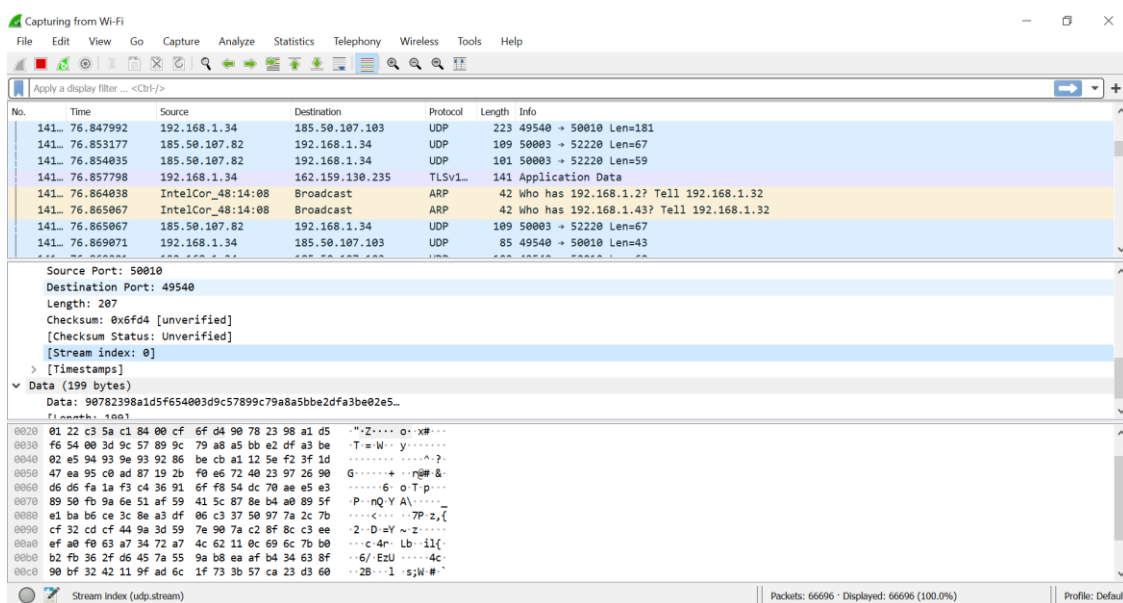 Capturing from Wi-Fi
File Edit View Go Capture Analyze Statistics Telephony Wireless Tools Help
Apply a display filter ... <Ctrl-/>
No. Time Source Destination Protocol Length Info
141… 76.847992 192.168.1.34 185.50.107.103 UDP 223 49540 → 50010 Len=181
141… 76.853177 185.50.107.82 192.168.1.34 UDP 109 50003 → 52220 Len=67
141… 76.854035 185.50.107.82 192.168.1.34 UDP 101 50003 → 52220 Len=59
141… 76.857798 192.168.1.34 162.159.130.235 TLSv1… 141 Application Data
141… 76.864038 IntelCor_48:14:08 Broadcast ARP 42 Who has 192.168.1.2? Tell 192.168.1.32
141… 76.865067 IntelCor_48:14:08 Broadcast ARP 42 Who has 192.168.1.43? Tell 192.168.1.32
141… 76.865067 185.50.107.82 192.168.1.34 UDP 109 50003 → 52220 Len=67
141… 76.869071 192.168.1.34 185.50.107.103 UDP 85 49540 → 50010 Len=43
Source Port: 50010
Destination Port: 49540
Length: 207
Checksum: 0x6fd4 [unverified]
[Checksum Status: Unverified]
[Stream index: 0]
> [Timestamps]
Data (199 bytes)
Data: 90782398a1d5f654003d9c57899c79a8a5bbe2dfa3be02e5…
[Length: 199]
0020 01 22 c3 5a c1 84 00 cf 6f d4 90 78 23 98 a1 d5 ·"·Z···· o··x#···
0030 f6 54 00 3d 9c 57 89 9c 79 a8 a5 bb e2 df a3 be ·T·=·W·· y·······
0040 02 e5 94 93 9e 93 92 86 be cb a1 12 5e f2 3f 1d ········ ····^·?·
0050 47 ea 95 c0 ad 87 19 2b f0 e6 72 40 23 97 26 90 G······+ ··r@#·&·
0060 d6 d6 fa 1a f3 c4 36 91 6f f8 54 dc 70 ae e5 e3 ······6· o·T·p···
0070 89 50 fb 9a 6e 51 af 59 41 5c 87 8e b4 a0 89 5f ·P··nQ·Y A\·····_
0080 e1 ba b6 ce 3c 8e a3 df 06 c3 37 50 97 7a 2c 7b ····<··· ··7P·z,{
0090 cf 32 cd cf 44 9a 3d 59 7e 90 7a c2 8f 8c c3 ee ·2··D·=Y ~·z·····
00a0 ef a0 f0 63 a7 34 72 a7 4c 62 11 0c 69 6c 7b b0 ···c·4r· Lb··il{·
00b0 b2 fb 36 2f d6 45 7a 55 9a b8 ea af b4 34 63 8f ··6/·EzU ·····4c·
00c0 90 bf 32 42 11 9f ad 6c 1f 73 3b 57 ca 23 d3 60 ··2B···l ·s;W·#·`
Stream index (udp.stream) Packets: 66696 · Displayed: 66696 (100.0%) Profile: Defaul